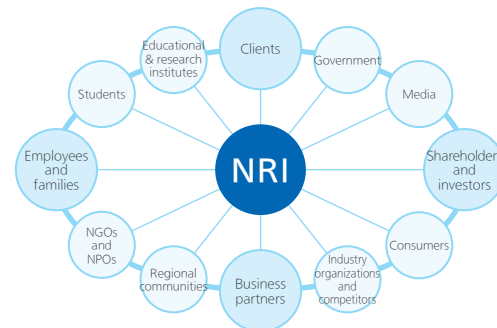 Clients
Educational
& research
institutes
Government
Students
Media
Employees
and
families
NRI
Shareholders
and
investors
NGOs
and
NPOs
Consumers
Regional
communities
Business
partners
Industry
organizations
and
competitors